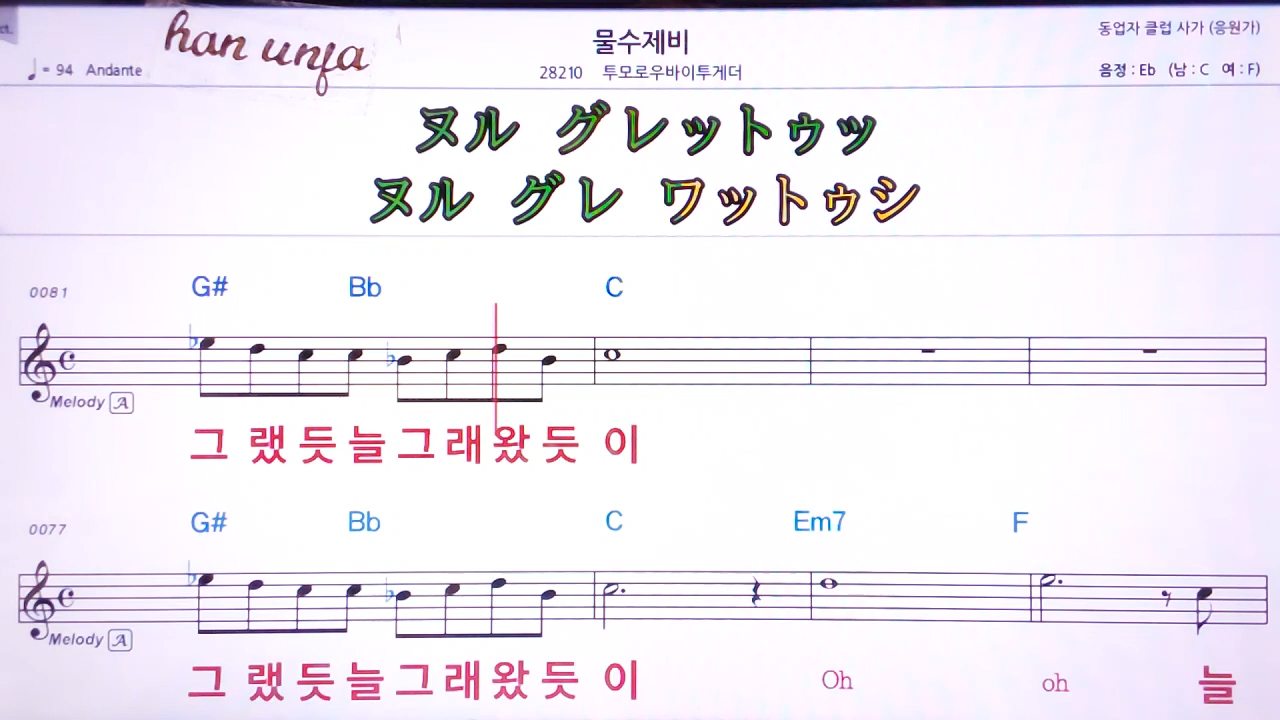 ct.
han unja
물수제비
동업자 클럽 사가 (응원가)
♩= 94 Andante
28210 투모로우바이투게더
음정 : Eb (남 : C 여 : F)
ヌル グレットゥッ
ヌル グレ ワットゥシ
0081
G# Bb C
Melody A
그 랬 듯 늘 그 래 왔 듯 이
0077
G# Bb C Em7 F
Melody A
그 랬 듯 늘 그 래 왔 듯 이 Oh oh 늘